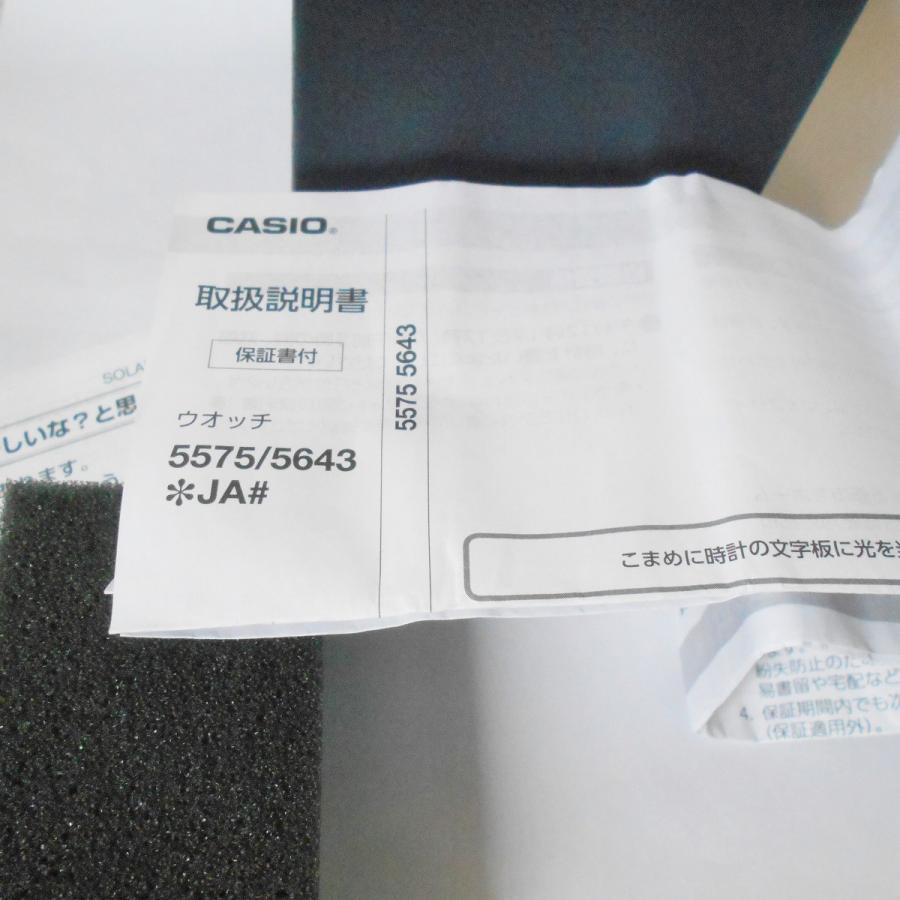 CASIO®
取扱説明書
保証書付
ウオッチ
5575/5643
✻JA#
5575 5643
こまめに時計の文字板に光を
SOLA
しいな?と思
ります。
紛失防止のため
易書留や宅配など
4. 保証期間内でも次
(保証適用外)。